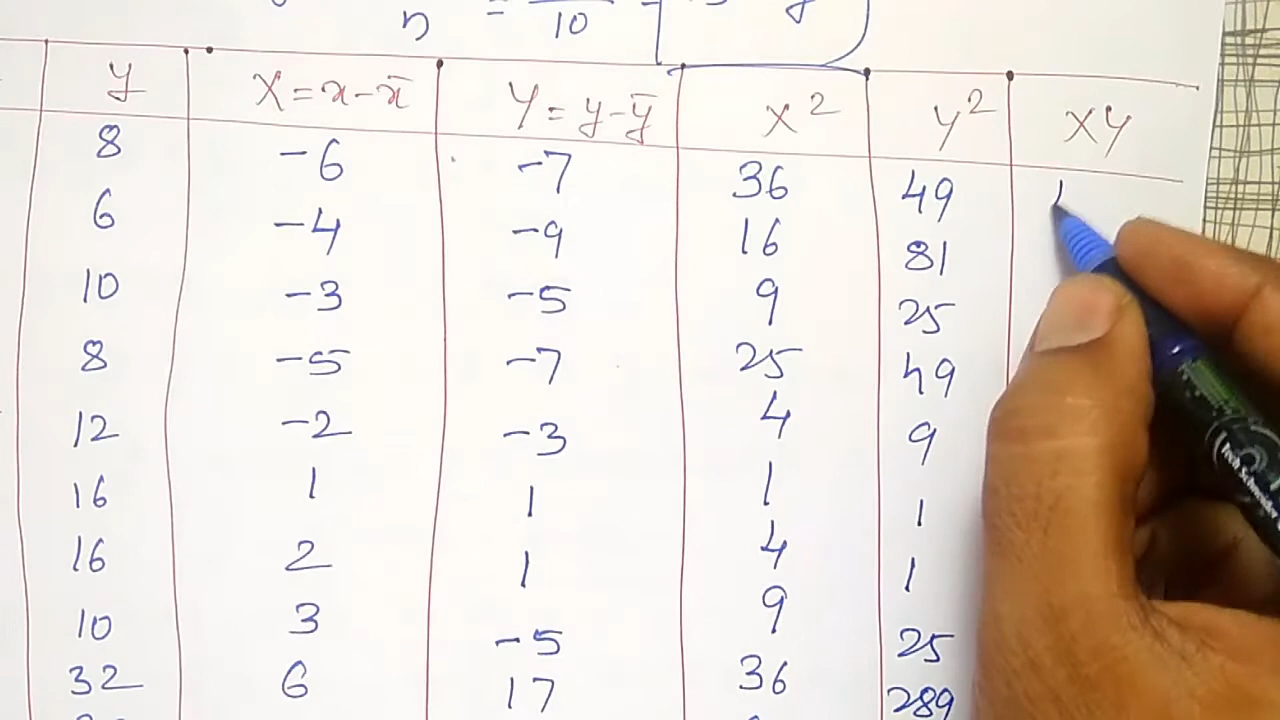 n = 10
y X = x - x̄ Y = y - ȳ X² Y² XY
8 -6 -7 36 49
6 -4 -9 16 81
10 -3 -5 9 25
8 -5 -7 25 49
12 -2 -3 4 9
16 1 1 1 1
16 2 1 4 1
10 3 -5 9 25
32 6 17 36 289